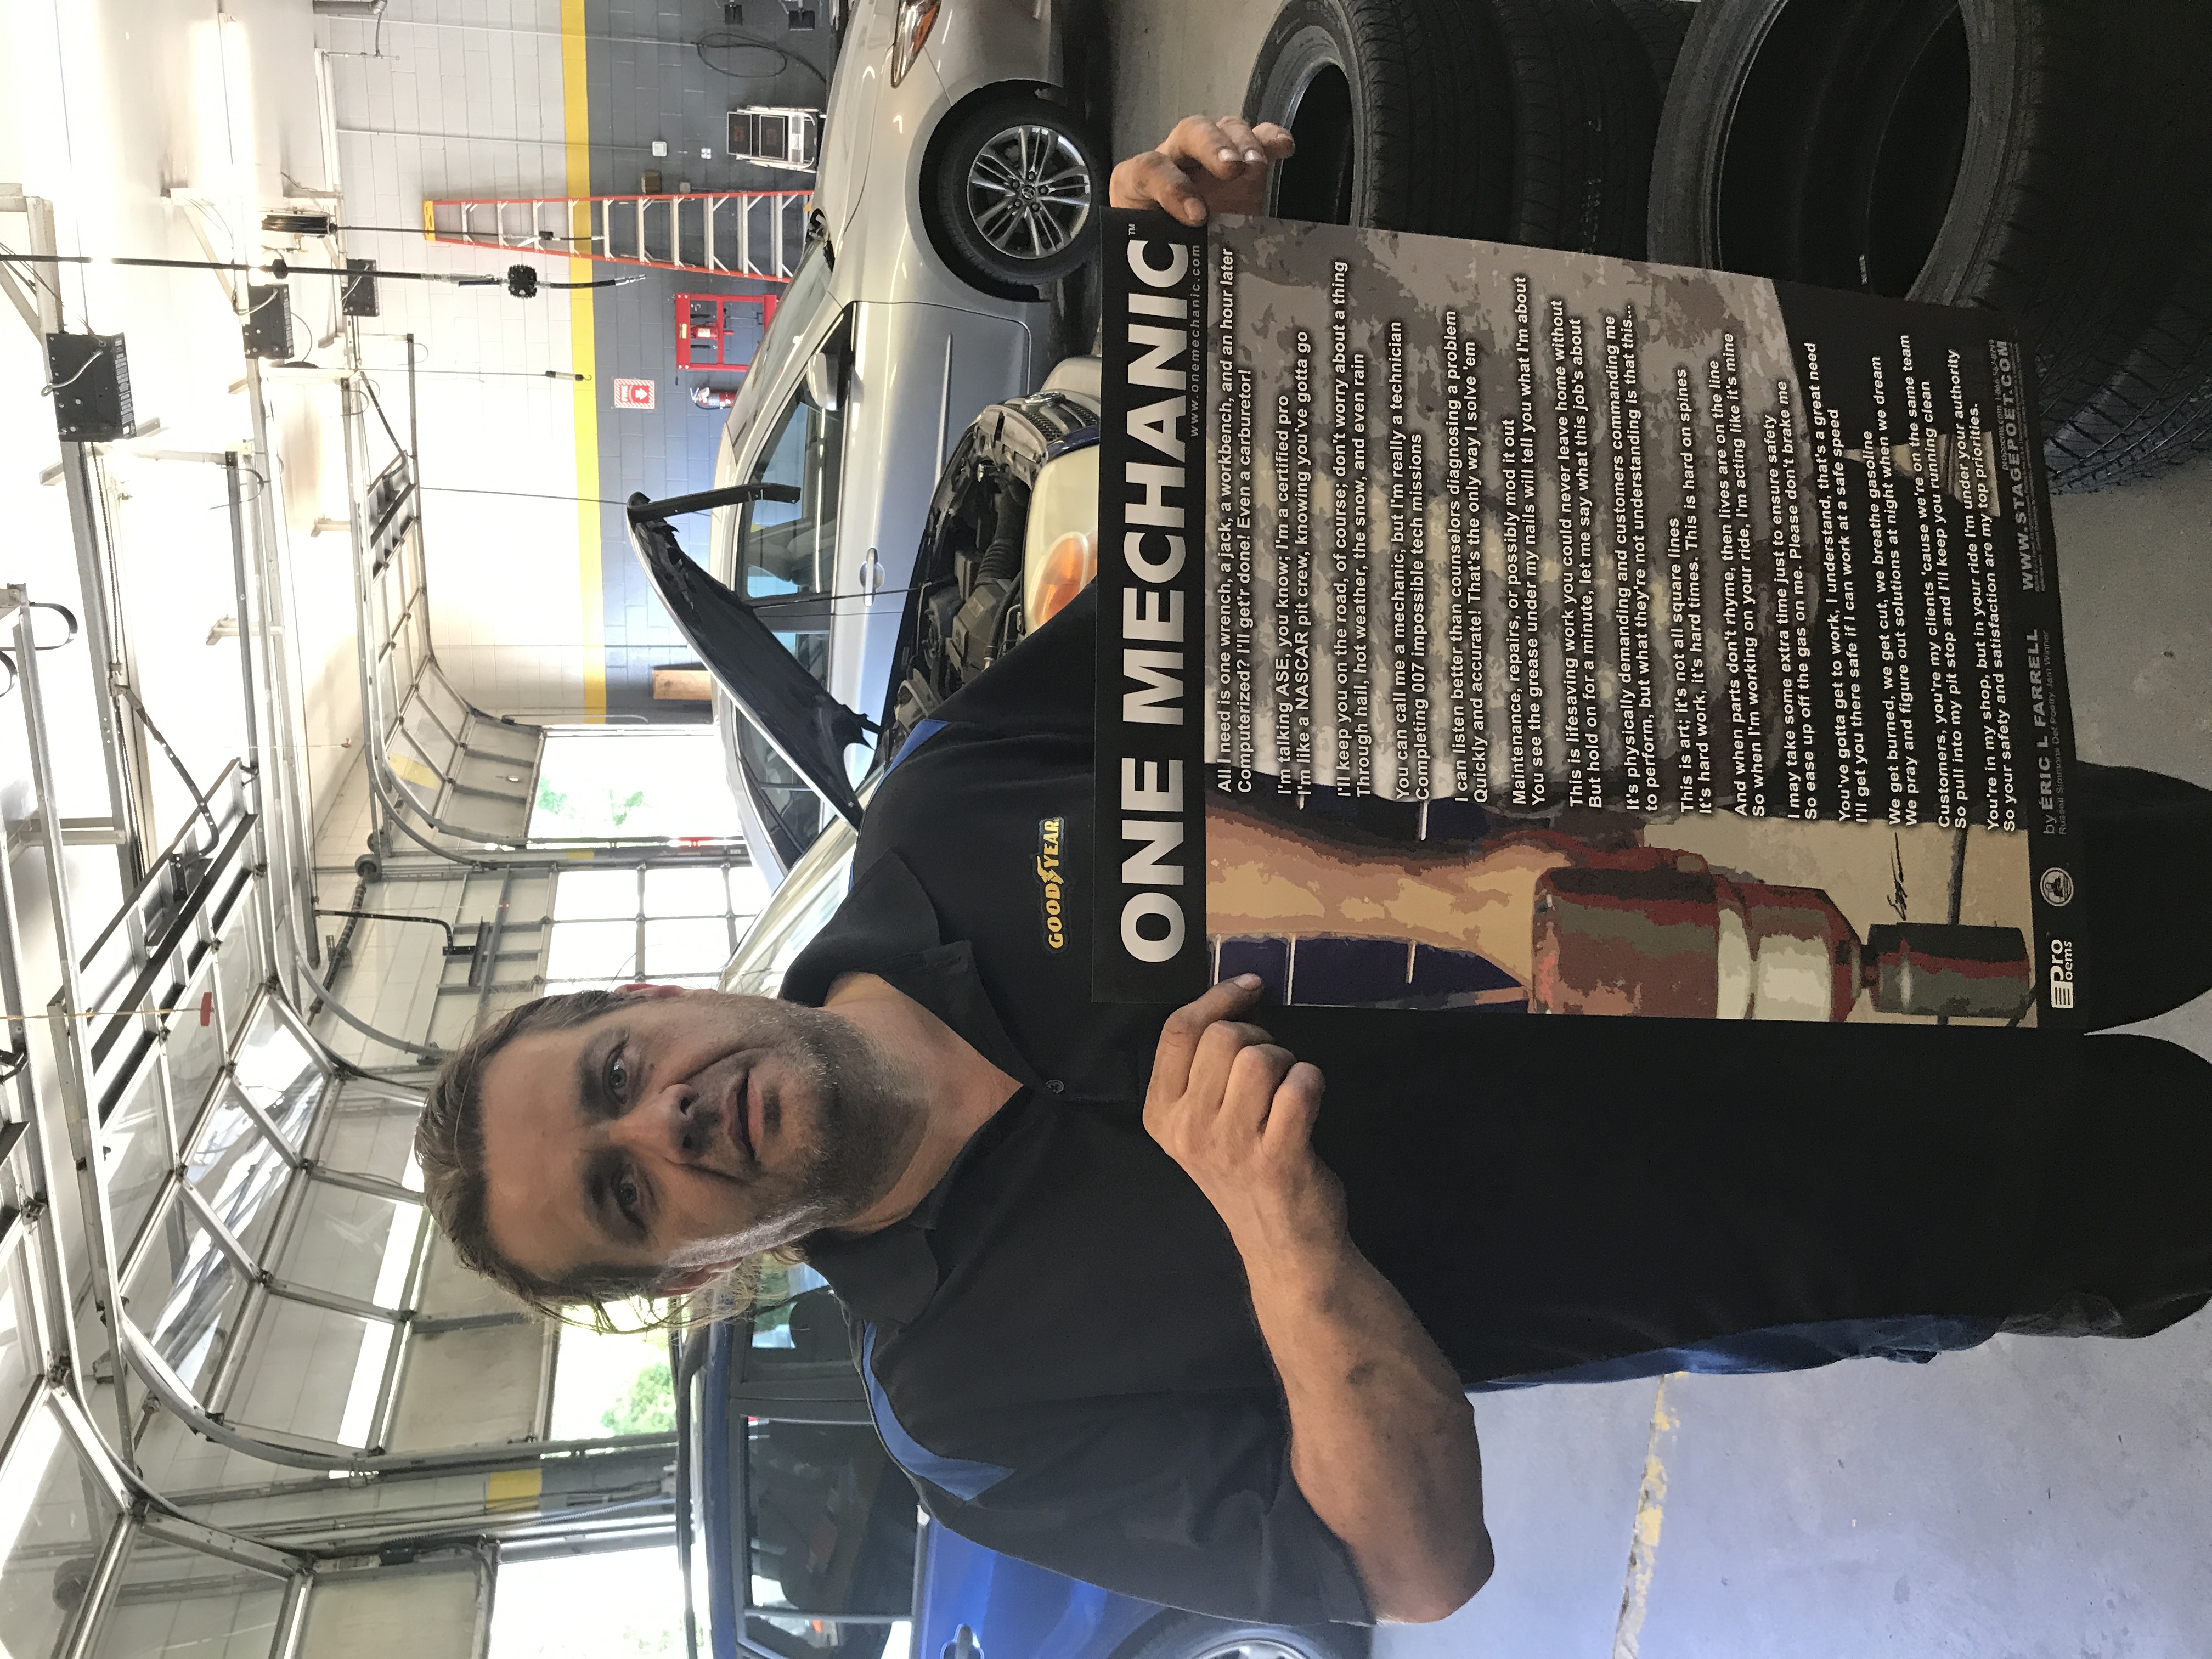 GOODYEAR
ONE MECHANIC™
www.onemechanic.com
All I need is one wrench, a jack, a workbench, and an hour later
Computerized? I'll get'r done! Even a carburetor!
I'm talking ASE, you know; I'm a certified pro
I'm like a NASCAR pit crew, knowing you've gotta go
I'll keep you on the road, of course; don't worry about a thing
Through hail, hot weather, the snow, and even rain
You can call me a mechanic, but I'm really a technician
Completing 007 impossible tech missions
I can listen better than counselors diagnosing a problem
Quickly and accurate! That's the only way I solve 'em
Maintenance, repairs, or possibly mod it out
You see the grease under my nails will tell you what I'm about
This is lifesaving work you could never leave home without
But hold on for a minute, let me say what this job's about
It's physically demanding and customers commanding me
to perform, but what they're not understanding is that this...
This is art; it's not all square lines
It's hard work, it's hard times. This is hard on spines
And when parts don't rhyme, then lives are on the line
So when I'm working on your ride, I'm acting like it's mine
I may take some extra time just to ensure safety
So ease up off the gas on me. Please don't brake me
You've gotta get to work, I understand, that's a great need
I'll get you there safe if I can work at a safe speed
We get burned, we get cut, we breathe gasoline
We pray and figure out solutions at night when we dream
Customers, you're my clients 'cause we're on the same team
So pull into my pit stop and I'll keep you running clean
You're in my shop, but in your ride I'm under your authority
So your safety and satisfaction are my top priorities.
Pro
oems
by ÉRIC L FARRELL
Russell Simmons Def Poetry Jam Winner
WWW.STAGEPOET.COM